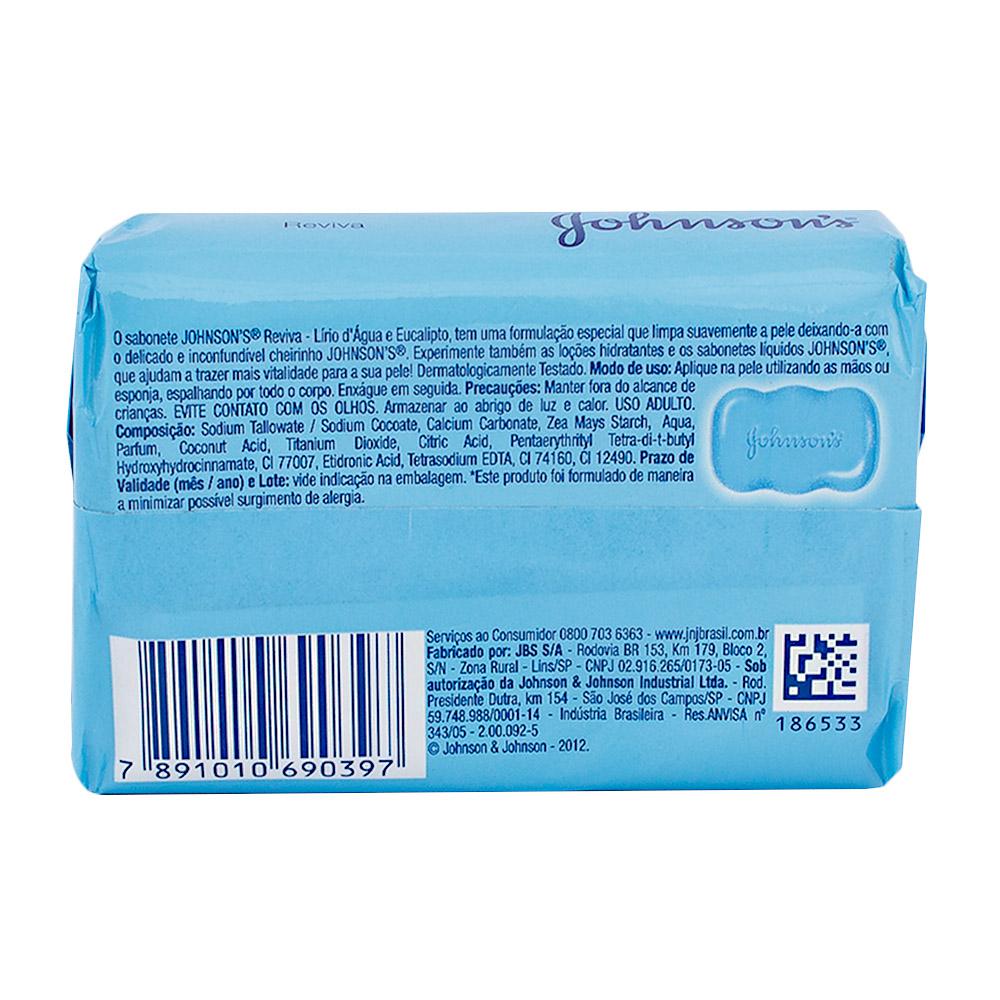 Reviva
Johnson's
O sabonete JOHNSON'S® Reviva - Lírio d'Água e Eucalipto, tem uma formulação especial que limpa suavemente a pele deixando-a com
o delicado e inconfundível cheirinho JOHNSON'S®. Experimente também as loções hidratantes e os sabonetes líquidos JOHNSON'S®,
que ajudam a trazer mais vitalidade para a sua pele! Dermatologicamente Testado. Modo de uso: Aplique na pele utilizando as mãos ou
esponja, espalhando por todo o corpo. Enxágue em seguida. Precauções: Manter fora do alcance de
crianças. EVITE CONTATO COM OS OLHOS. Armazenar ao abrigo de luz e calor. USO ADULTO.
Composição: Sodium Tallowate / Sodium Cocoate, Calcium Carbonate, Zea Mays Starch, Aqua,
Parfum, Coconut Acid, Titanium Dioxide, Citric Acid, Pentaerythrityl Tetra-di-t-butyl
Hydroxyhydrocinnamate, CI 77007, Etidronic Acid, Tetrasodium EDTA, CI 74160, CI 12490. Prazo de
Validade (mês / ano) e Lote: vide indicação na embalagem. *Este produto foi formulado de maneira
a minimizar possível surgimento de alergia.
Johnson's
Serviços ao Consumidor 0800 703 6363 - www.jnjbrasil.com.br
Fabricado por: JBS S/A - Rodovia BR 153, Km 179, Bloco 2,
S/N - Zona Rural - Lins/SP - CNPJ 02.916.265/0173-05 - Sob
autorização da Johnson & Johnson Industrial Ltda. - Rod.
Presidente Dutra, km 154 - São José dos Campos/SP - CNPJ
59.748.988/0001-14 - Indústria Brasileira - Res.ANVISA nº
343/05 - 2.00.092-5
© Johnson & Johnson - 2012.
7 891010 690397
186533